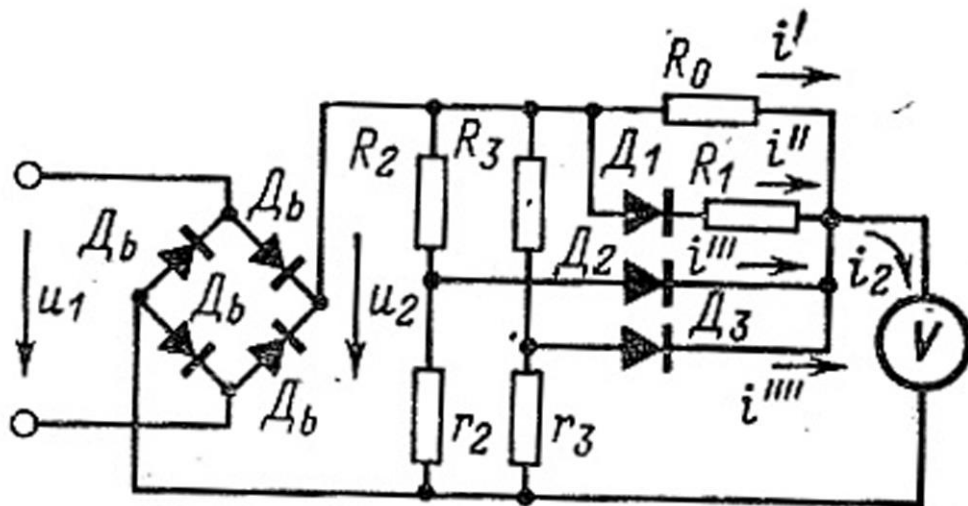 R0 i'
R2 R3 Д1 R1 i''
Дb Дb Д2 i''' i2
u1 Дb u2 Д3 V
Дb r2 r3 i''''